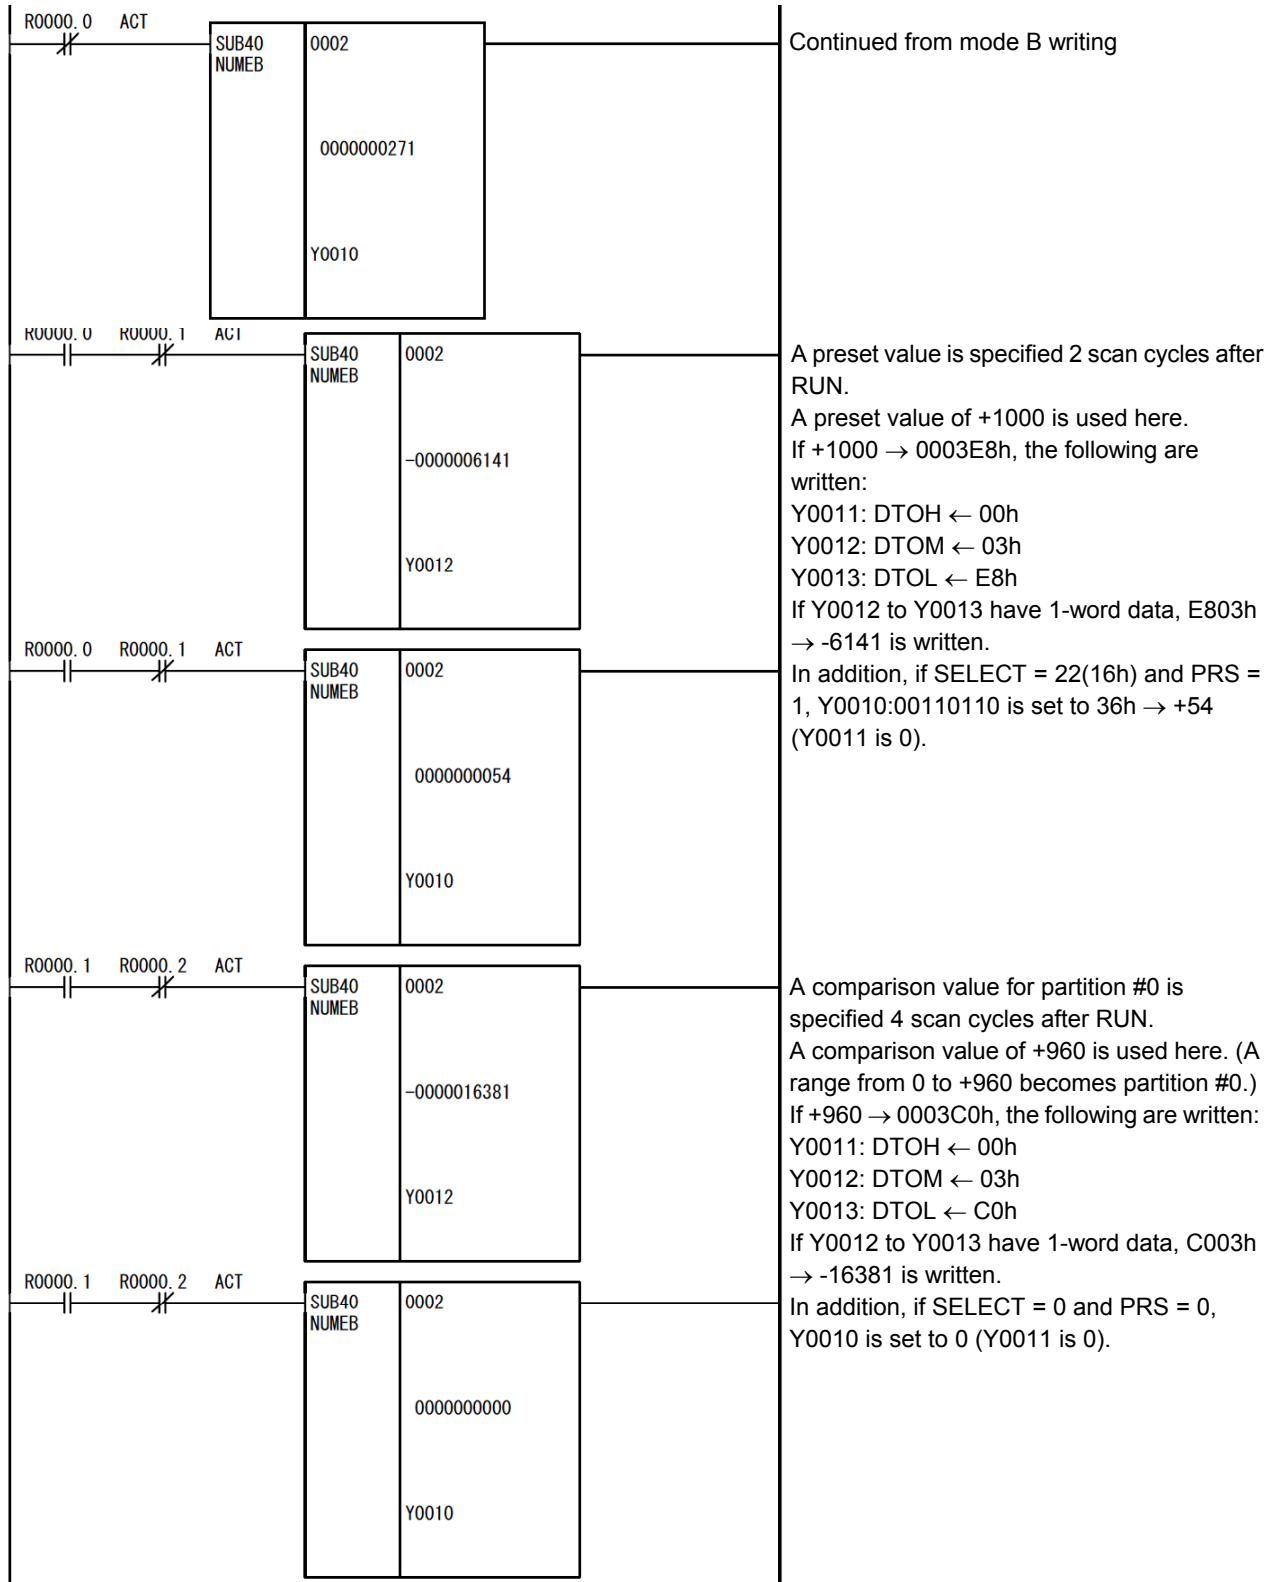 R0000. 0 ACT
SUB40 0002
NUMEB
0000000271
Y0010
Continued from mode B writing
R0000. 0 R0000. 1 ACT
SUB40 0002
NUMEB
-0000006141
Y0012
A preset value is specified 2 scan cycles after
RUN.
A preset value of +1000 is used here.
If +1000 → 0003E8h, the following are
written:
Y0011: DTOH ← 00h
Y0012: DTOM ← 03h
Y0013: DTOL ← E8h
If Y0012 to Y0013 have 1-word data, E803h
→ -6141 is written.
In addition, if SELECT = 22(16h) and PRS =
1, Y0010:00110110 is set to 36h → +54
(Y0011 is 0).
R0000. 0 R0000. 1 ACT
SUB40 0002
NUMEB
0000000054
Y0010
R0000. 1 R0000. 2 ACT
SUB40 0002
NUMEB
-0000016381
Y0012
A comparison value for partition #0 is
specified 4 scan cycles after RUN.
A comparison value of +960 is used here. (A
range from 0 to +960 becomes partition #0.)
If +960 → 0003C0h, the following are written:
Y0011: DTOH ← 00h
Y0012: DTOM ← 03h
Y0013: DTOL ← C0h
If Y0012 to Y0013 have 1-word data, C003h
→ -16381 is written.
In addition, if SELECT = 0 and PRS = 0,
Y0010 is set to 0 (Y0011 is 0).
R0000. 1 R0000. 2 ACT
SUB40 0002
NUMEB
0000000000
Y0010